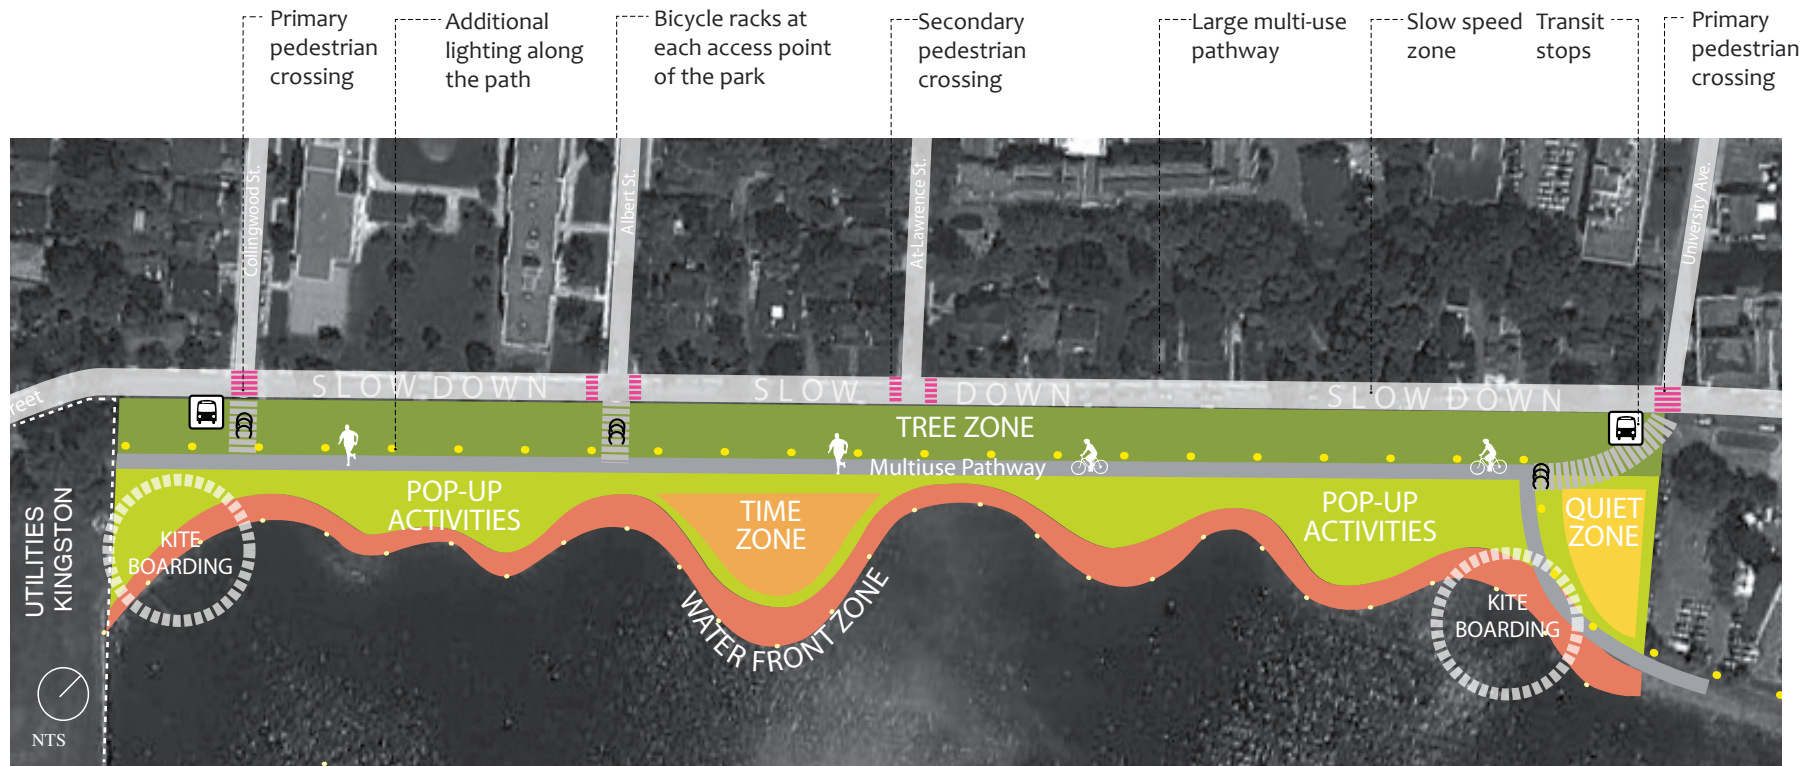 Primary
pedestrian
crossing
Additional
lighting along
the path
Bicycle racks at
each access point
of the park
Secondary
pedestrian
crossing
Large multi-use
pathway
Slow speed
zone
Transit
stops
Primary
pedestrian
crossing
Collingwood St.
Albert St.
At-Lawrence St.
University Ave.
reet
SLOW DOWN
SLOW DOWN
SLOW DOWN
TREE ZONE
Multiuse Pathway
POP-UP
ACTIVITIES
TIME
ZONE
POP-UP
ACTIVITIES
QUIET
ZONE
KITE
BOARDING
KITE
BOARDING
WATER FRONT ZONE
UTILITIES
KINGSTON
NTS